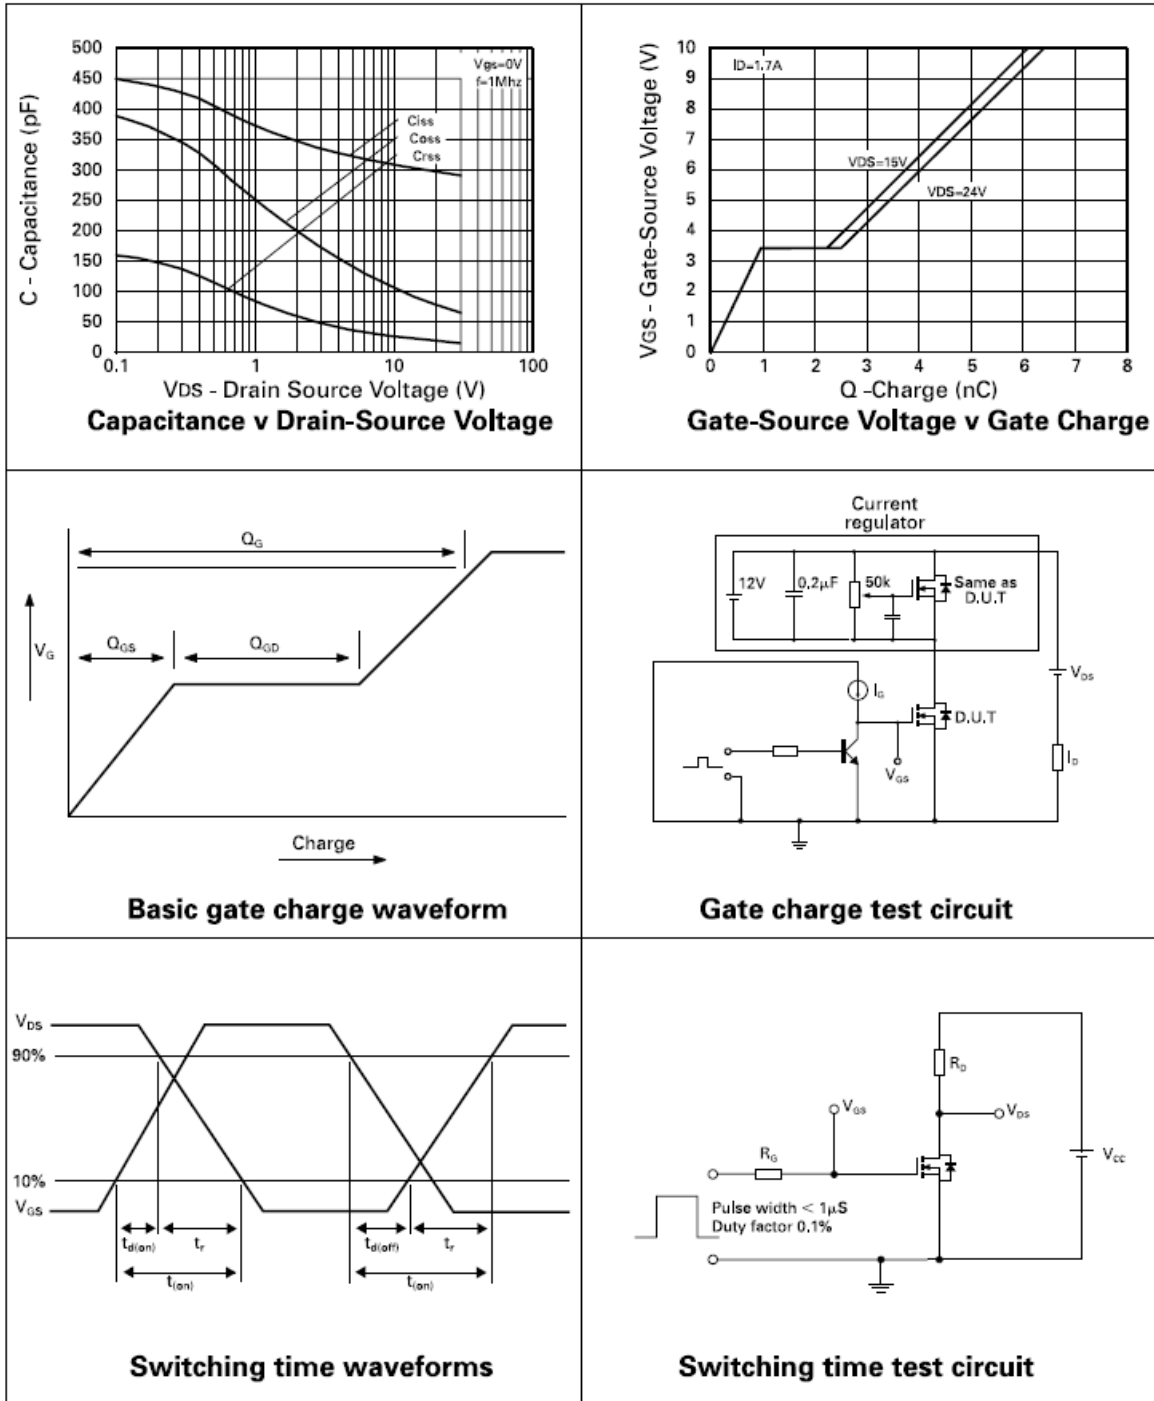 500
450
400
350
300
250
200
150
100
50
0
0.1
1
10
100
C - Capacitance (pF)
Vgs=0V
f=1Mhz
Ciss
Coss
Crss
VDS - Drain Source Voltage (V)
Capacitance v Drain-Source Voltage
10
9
8
7
6
5
4
3
2
1
0
0
1
2
3
4
5
6
7
8
VGS - Gate-Source Voltage (V)
ID=1.7A
VDS=15V
VDS=24V
Q -Charge (nC)
Gate-Source Voltage v Gate Charge
QG
QGS
QGD
VG
Charge
Basic gate charge waveform
Current
regulator
12V
0.2µF
50k
Same as
D.U.T
IG
VDS
D.U.T
VGS
ID
Gate charge test circuit
VDS
90%
10%
VGS
td(on)
tr
td(off)
tr
t(on)
t(on)
Switching time waveforms
RD
VGS
VDS
RG
VCC
Pulse width < 1µS
Duty factor 0.1%
Switching time test circuit